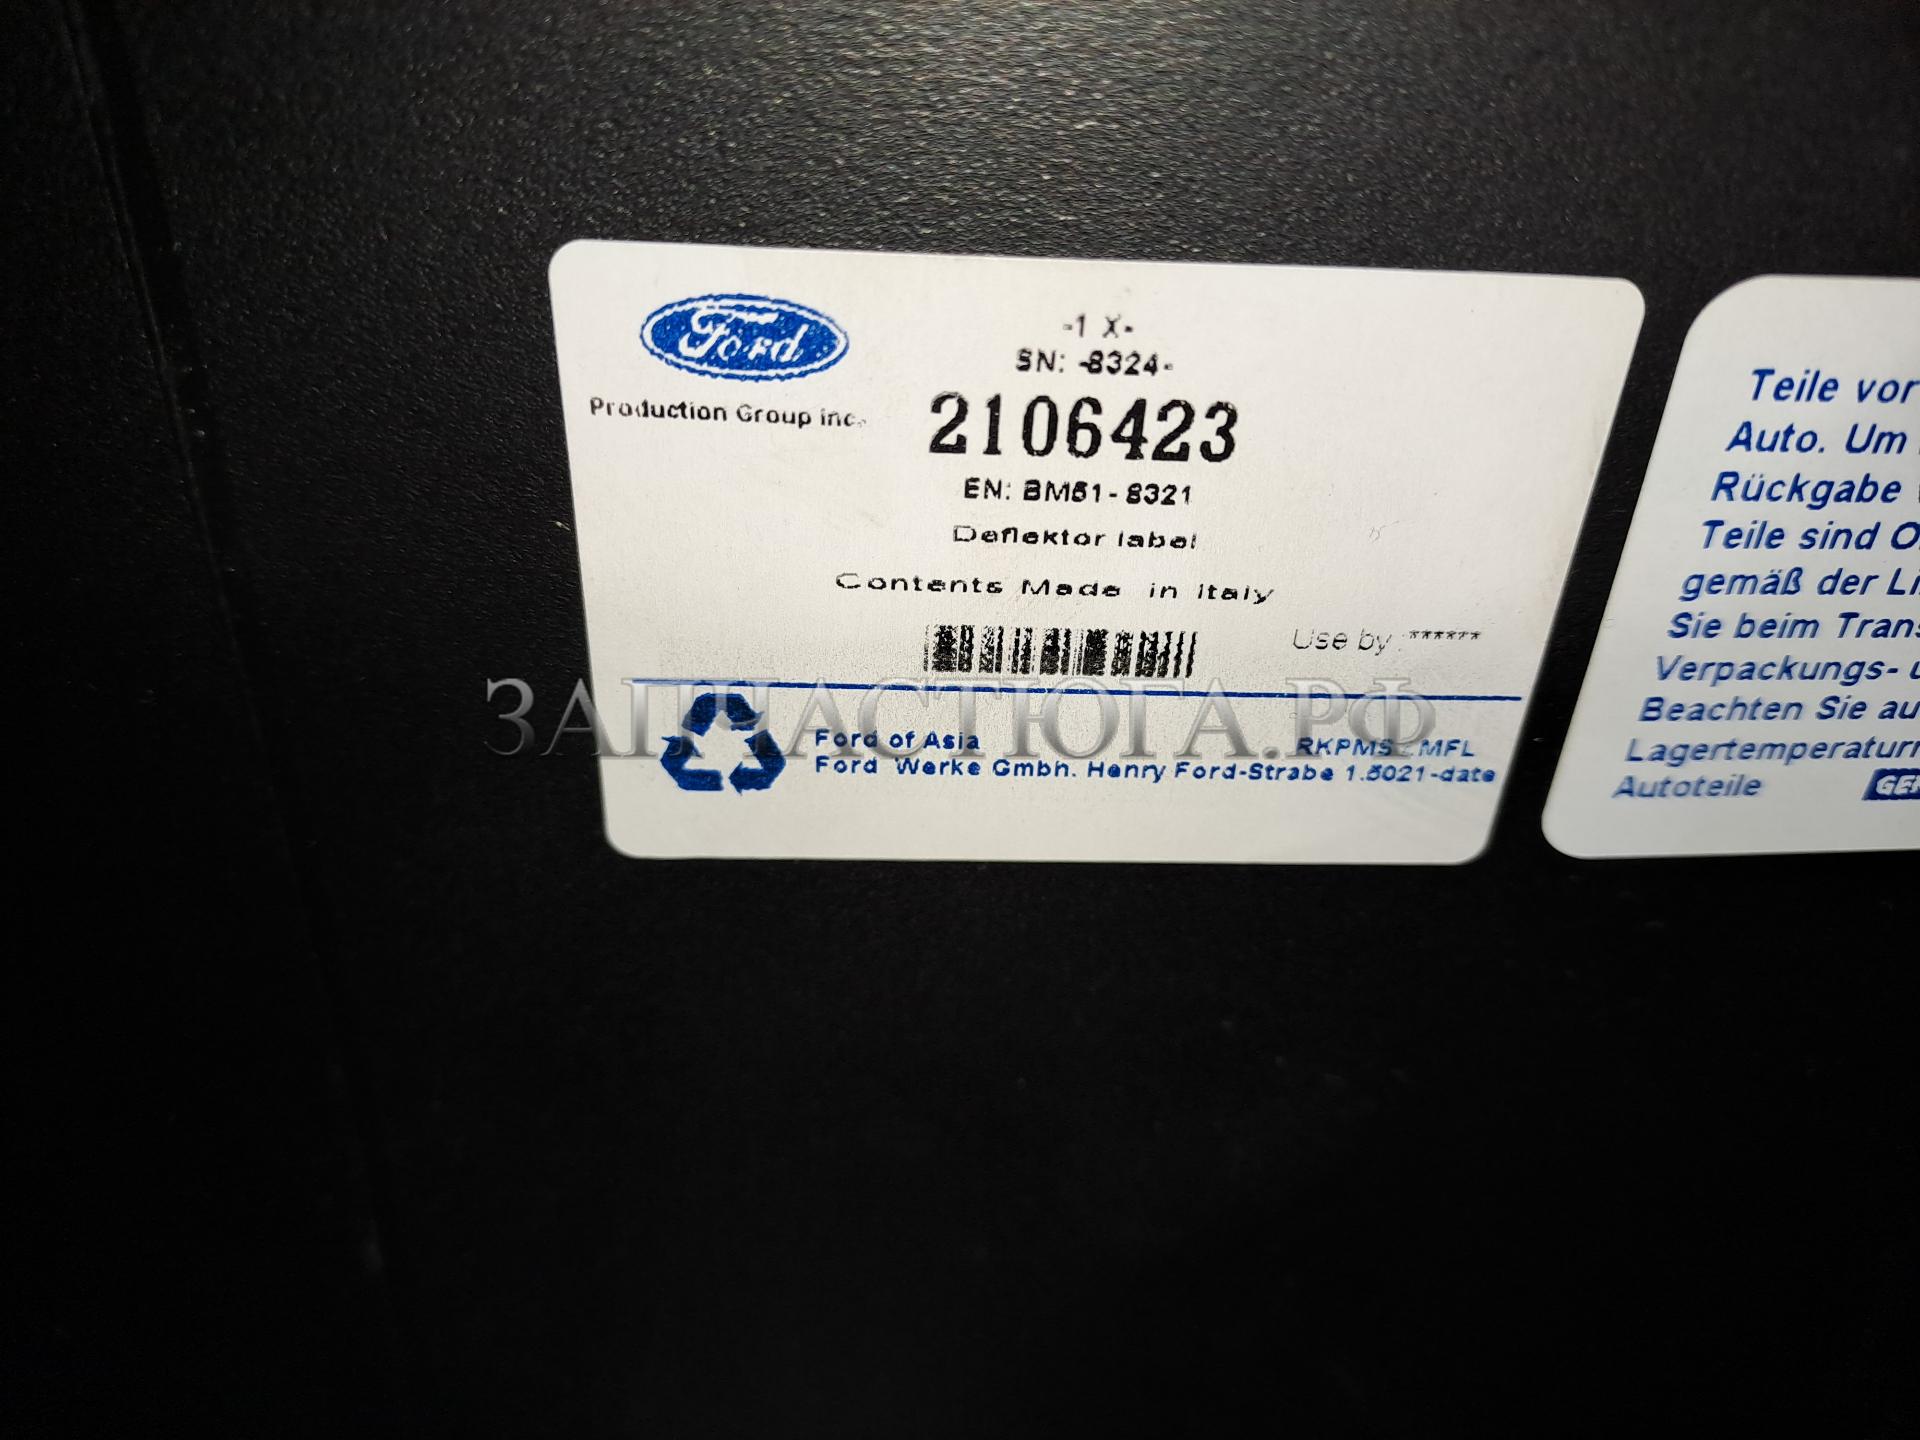 Ford
Production Group inc.
-1 X-
SN: -8324-
2106423
EN: BM51-8321
Deflektor label
Contents Made in Italy
Use by ******
Ford of Asia
RKPMS MFL
Ford Werke Gmbh. Henry Ford-Strabe 1.5021-date
ЗАПЧАСТЮГА.РФ
Teile vor
Auto. Um
Rückgabe
Teile sind
gemäß der
Sie beim Trans
Verpackungs-
Beachten Sie au
Lagertemperatur
Autoteile